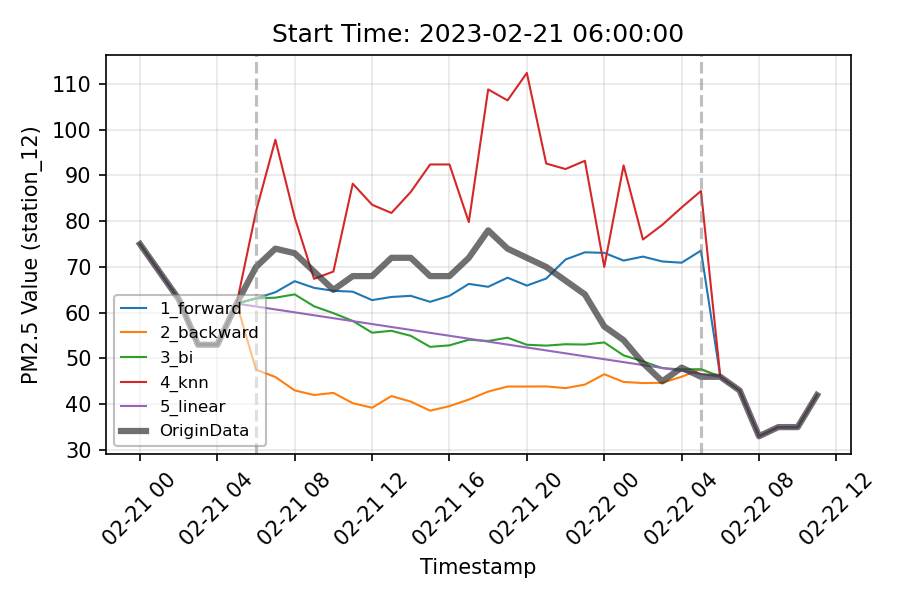 Start Time: 2023-02-21 06:00:00
PM2.5 Value (station_12)
110
100
90
80
70
60
50
40
30
1_forward
2_backward
3_bi
4_knn
5_linear
OriginData
02-21 00
02-21 04
02-21 08
02-21 12
02-21 16
02-21 20
02-22 00
02-22 04
02-22 08
02-22 12
Timestamp